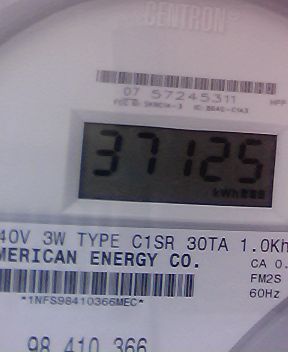 CENTRON®
07 57245311
37125
kWh
40V 3W TYPE C1SR 30TA 1.0Kh
MERICAN ENERGY CO.
CA 0.
FM2S
60Hz
*1NFS98410366MEC*
98 410 366